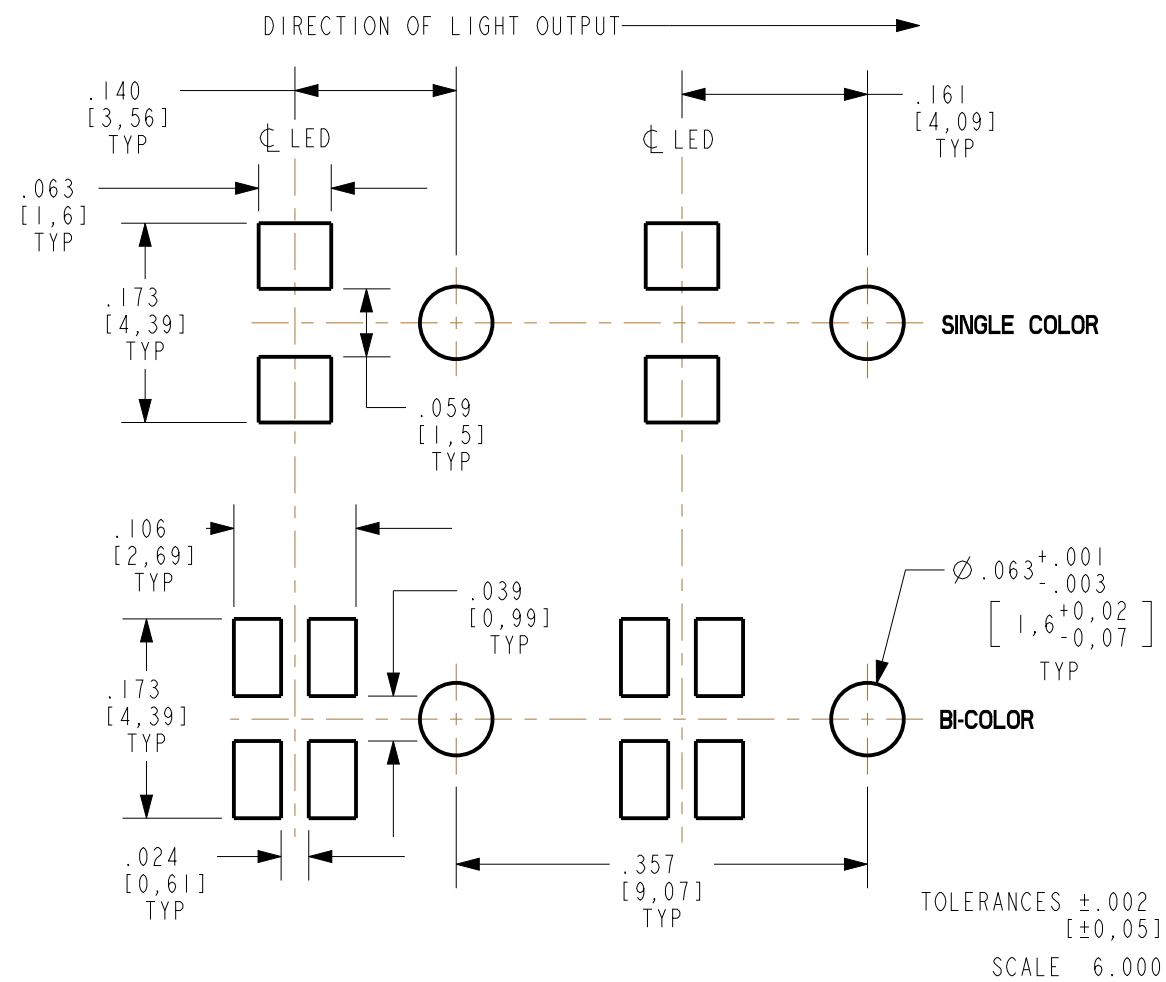 DIRECTION OF LIGHT OUTPUT
.140
[3,56]
TYP
.161
[4,09]
TYP
℄ LED
℄ LED
.063
[1,6]
TYP
.173
[4,39]
TYP
SINGLE COLOR
.059
[1,5]
TYP
.106
[2,69]
TYP
.039
[0,99]
TYP
Ø.063 +.001
-.003
[1,6 +0,02
-0,07]
TYP
.173
[4,39]
TYP
BI-COLOR
.024
[0,61]
TYP
.357
[9,07]
TYP
TOLERANCES ±.002
[±0,05]
SCALE 6.000